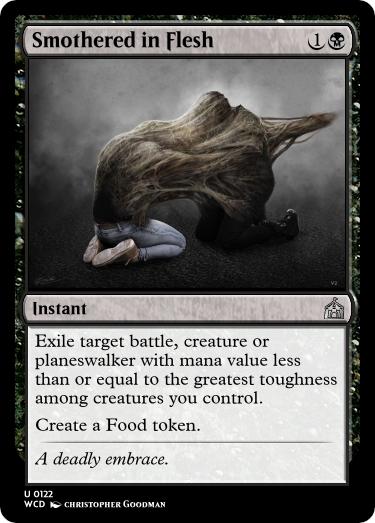 Smothered in Flesh 1
Instant
Exile target battle, creature or
planeswalker with mana value less
than or equal to the greatest toughness
among creatures you control.
Create a Food token.
A deadly embrace.
U 0122
WCD CHRISTOPHER GOODMAN